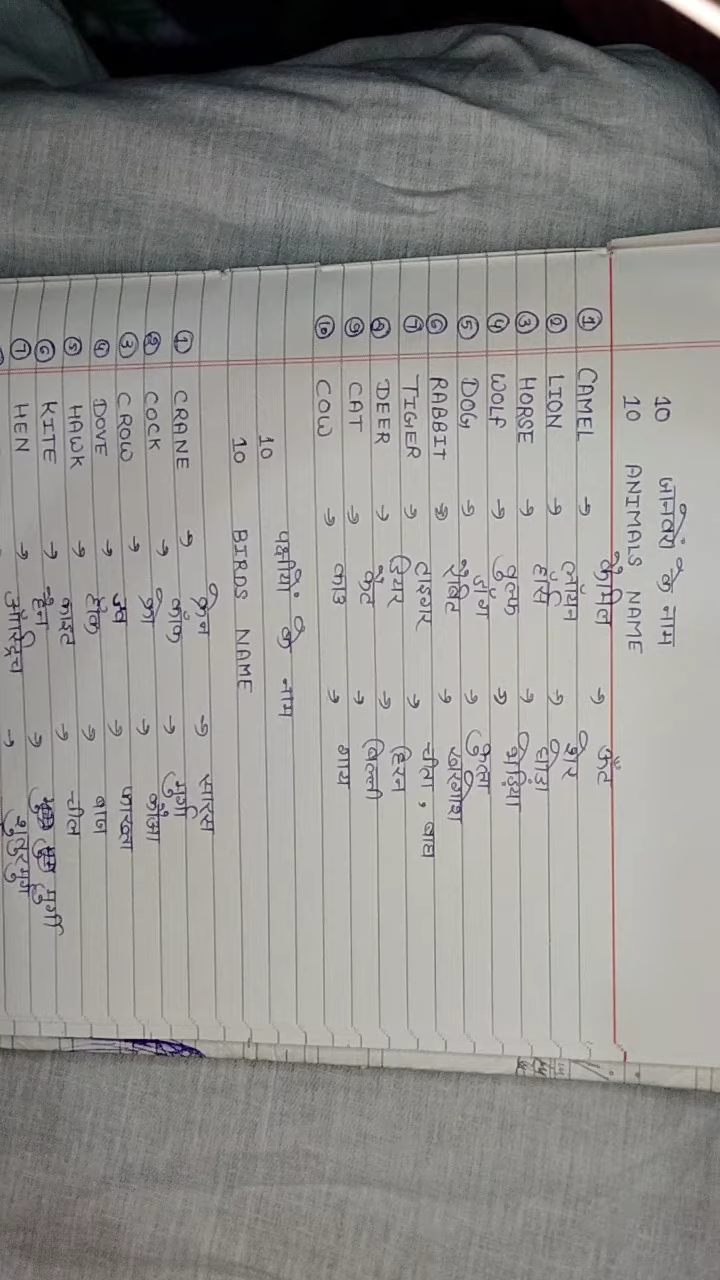 10 जानवरों के नाम
10 ANIMALS NAME
1 CAMEL → कैमिल → ऊँट
2 LION → लॉयन → शेर
3 HORSE → हॉर्स → घोड़ा
4 WOLF → वुल्फ → भेड़िया
5 DOG → डॉग → कुत्ता
6 RABBIT → रैबिट → खरगोश
7 TIGER → टाइगर → चीता, बाघ
8 DEER → डियर → हिरन
9 CAT → कैट → बिल्ली
10 COW → काउ → गाय
10 पक्षीयों के नाम
10 BIRDS NAME
1 CRANE → क्रेन → सारस
2 COCK → कॉक → मुर्गा
3 CROW → क्रो → कौआ
4 DOVE → डव → फाख्ता
5 HAWK → हॉक → बाज
6 KITE → काइट → चील
7 HEN → हैन → मुर्गी
→ ऑस्ट्रिच → शुतुरमुर्ग